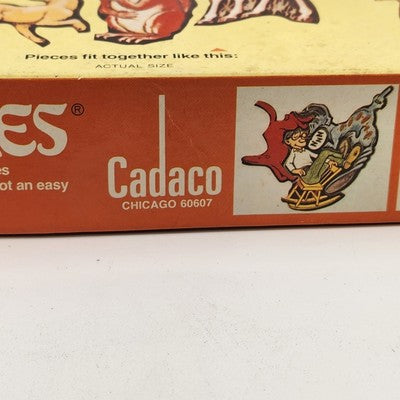 Pieces fit together like this:
ACTUAL SIZE
ES®
es
ot an easy
Cadaco
CHICAGO 60607